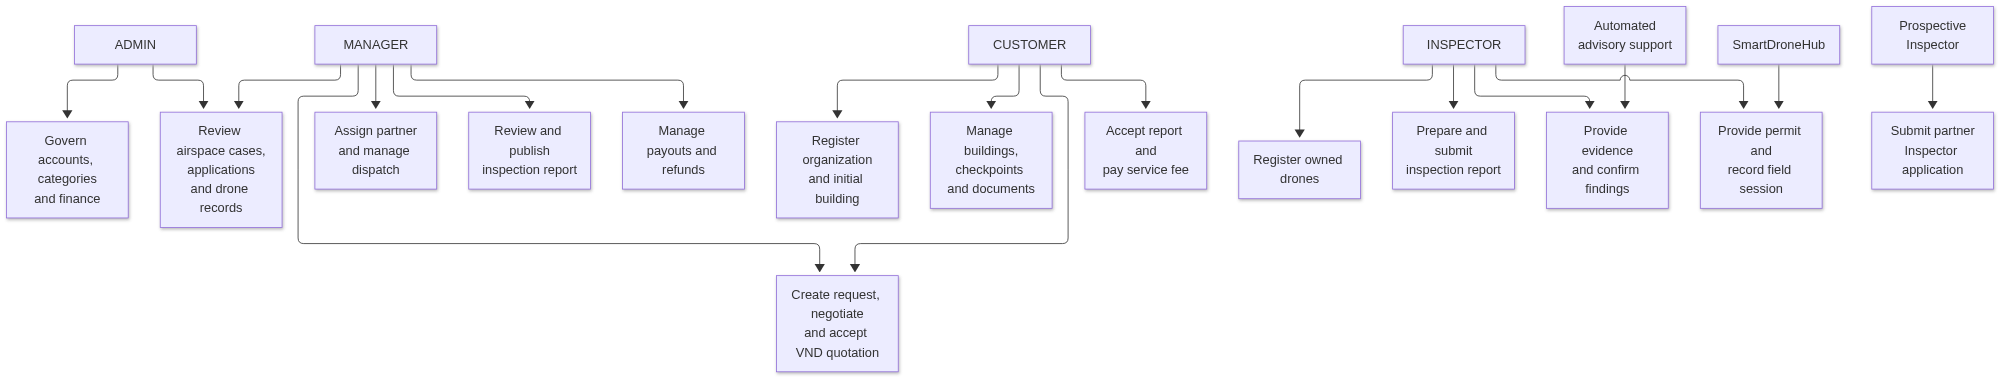 ADMIN
MANAGER
CUSTOMER
INSPECTOR
Automated
advisory support
SmartDroneHub
Prospective
Inspector
Govern
accounts,
categories
and finance
Review
airspace cases,
applications
and drone
records
Assign partner
and manage
dispatch
Review and
publish
inspection report
Manage
payouts and
refunds
Register
organization
and initial
building
Manage
buildings,
checkpoints
and documents
Accept report
and
pay service fee
Register owned
drones
Prepare and
submit
inspection report
Provide
evidence
and confirm
findings
Provide permit
and
record field
session
Submit partner
Inspector
application
Create request,
negotiate
and accept
VND quotation